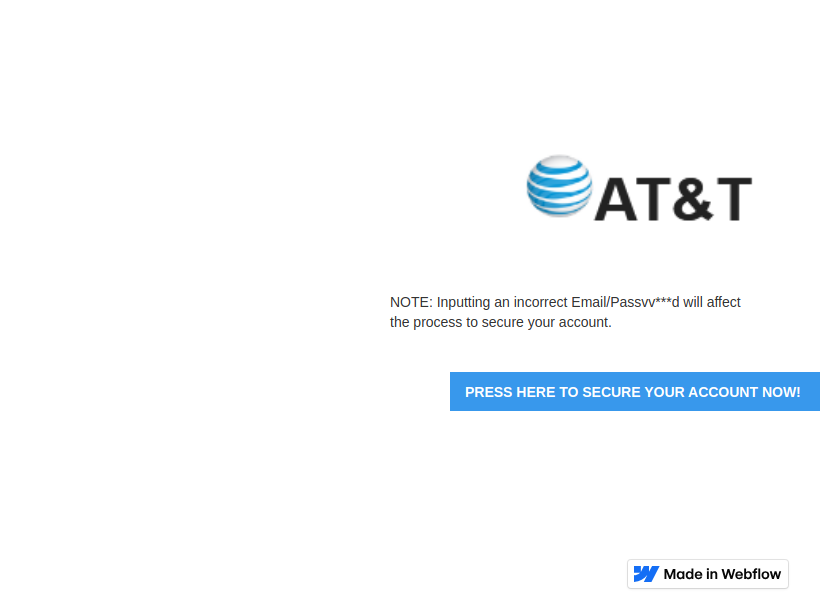 AT&T
NOTE: Inputting an incorrect Email/Passvv***d will affect
the process to secure your account.
PRESS HERE TO SECURE YOUR ACCOUNT NOW!
Made in Webflow